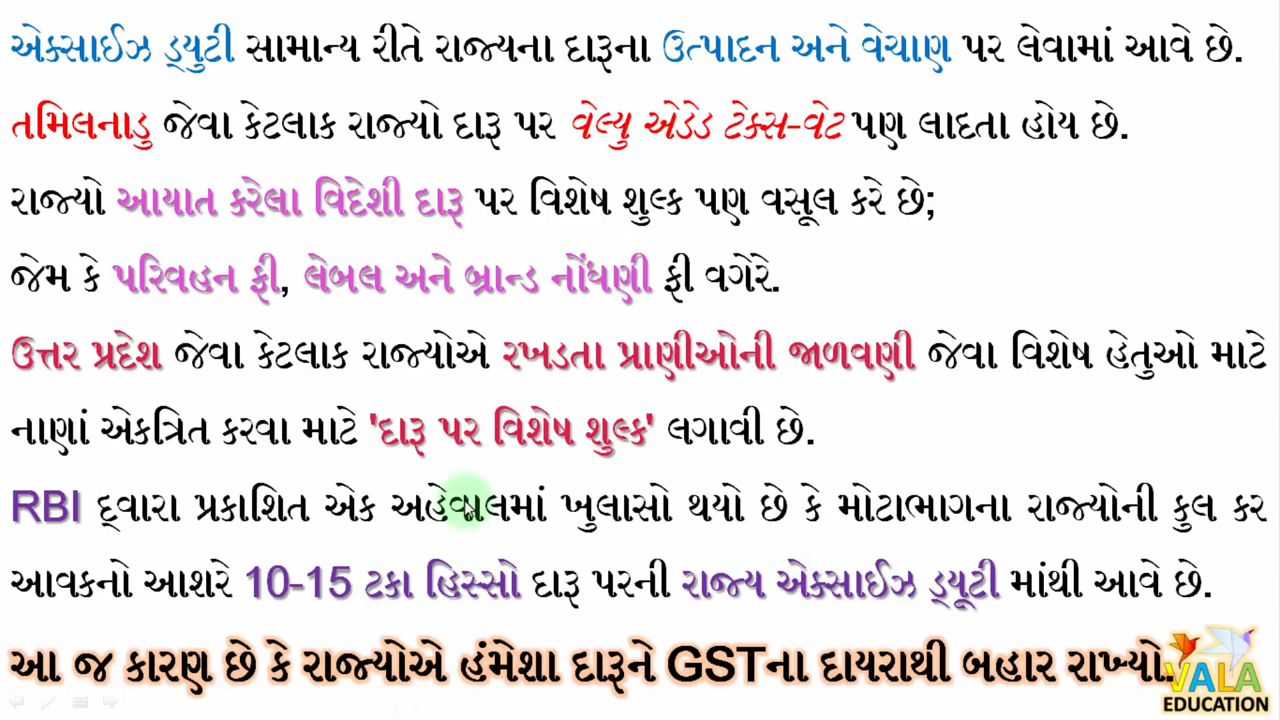 એક્સાઈઝ ડ્યુટી સામાન્ય રીતે રાજ્યના દારૂના ઉત્પાદન અને વેચાણ પર લેવામાં આવે છે.
તમિલનાડુ જેવા કેટલાક રાજ્યો દારૂ પર વેલ્યુ એડેડ ટેક્સ-વેટ પણ લાદતા હોય છે.
રાજ્યો આયાત કરેલા વિદેશી દારૂ પર વિશેષ શુલ્ક પણ વસૂલ કરે છે;
જેમ કે પરિવહન ફી, લેબલ અને બ્રાન્ડ નોંધણી ફી વગેરે.
ઉત્તર પ્રદેશ જેવા કેટલાક રાજ્યોએ રખડતા પ્રાણીઓની જાળવણી જેવા વિશેષ હેતુઓ માટે
નાણાં એકત્રિત કરવા માટે 'દારૂ પર વિશેષ શુલ્ક' લગાવી છે.
RBI દ્વારા પ્રકાશિત એક અહેવાલમાં ખુલાસો થયો છે કે મોટાભાગના રાજ્યોની કુલ કર
આવકનો આશરે 10-15 ટકા હિસ્સો દારૂ પરની રાજ્ય એક્સાઈઝ ડ્યૂટી માંથી આવે છે.
આ જ કારણ છે કે રાજ્યોએ હંમેશા દારૂને GSTના દાયરાથી બહાર રાખ્યો.
VALA
EDUCATION